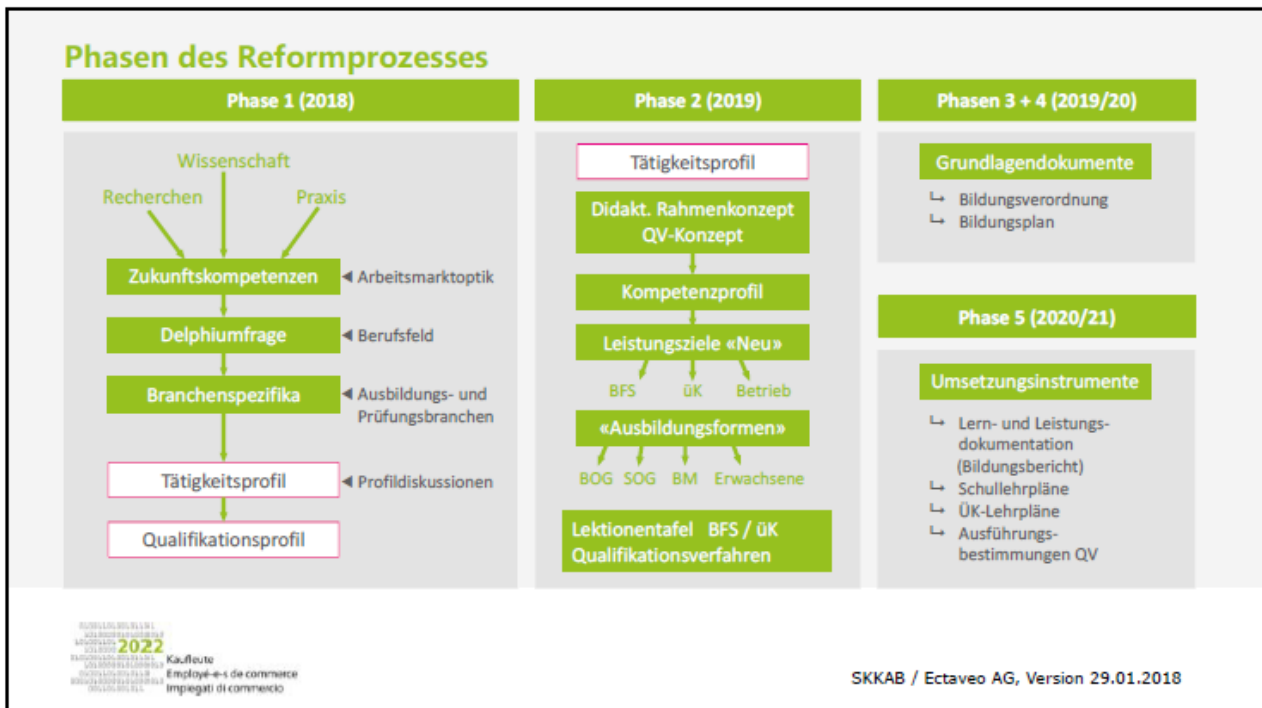 Phasen des Reformprozesses
Phase 1 (2018)
Wissenschaft
Recherchen
Praxis
Zukunftskompetenzen
Arbeitsmarktoptik
Delphiumfrage
Berufsfeld
Branchenspezifika
Ausbildungs- und
Prüfungsbranchen
Tätigkeitsprofil
Profildiskussionen
Qualifikationsprofil
Phase 2 (2019)
Tätigkeitsprofil
Didakt. Rahmenkonzept
QV-Konzept
Kompetenzprofil
Leistungsziele «Neu»
BFS üK Betrieb
«Ausbildungsformen»
BOG SOG BM Erwachsene
Lektionentafel BFS / üK
Qualifikationsverfahren
Phasen 3 + 4 (2019/20)
Grundlagendokumente
Bildungsverordnung
Bildungsplan
Phase 5 (2020/21)
Umsetzungsinstrumente
Lern- und Leistungs-
dokumentation
(Bildungsbericht)
Schullehrpläne
ÜK-Lehrpläne
Ausführungs-
bestimmungen QV
2022
Kaufleute
Employé-e-s de commerce
Impiegati di commercio
SKKAB / Ectaveo AG, Version 29.01.2018